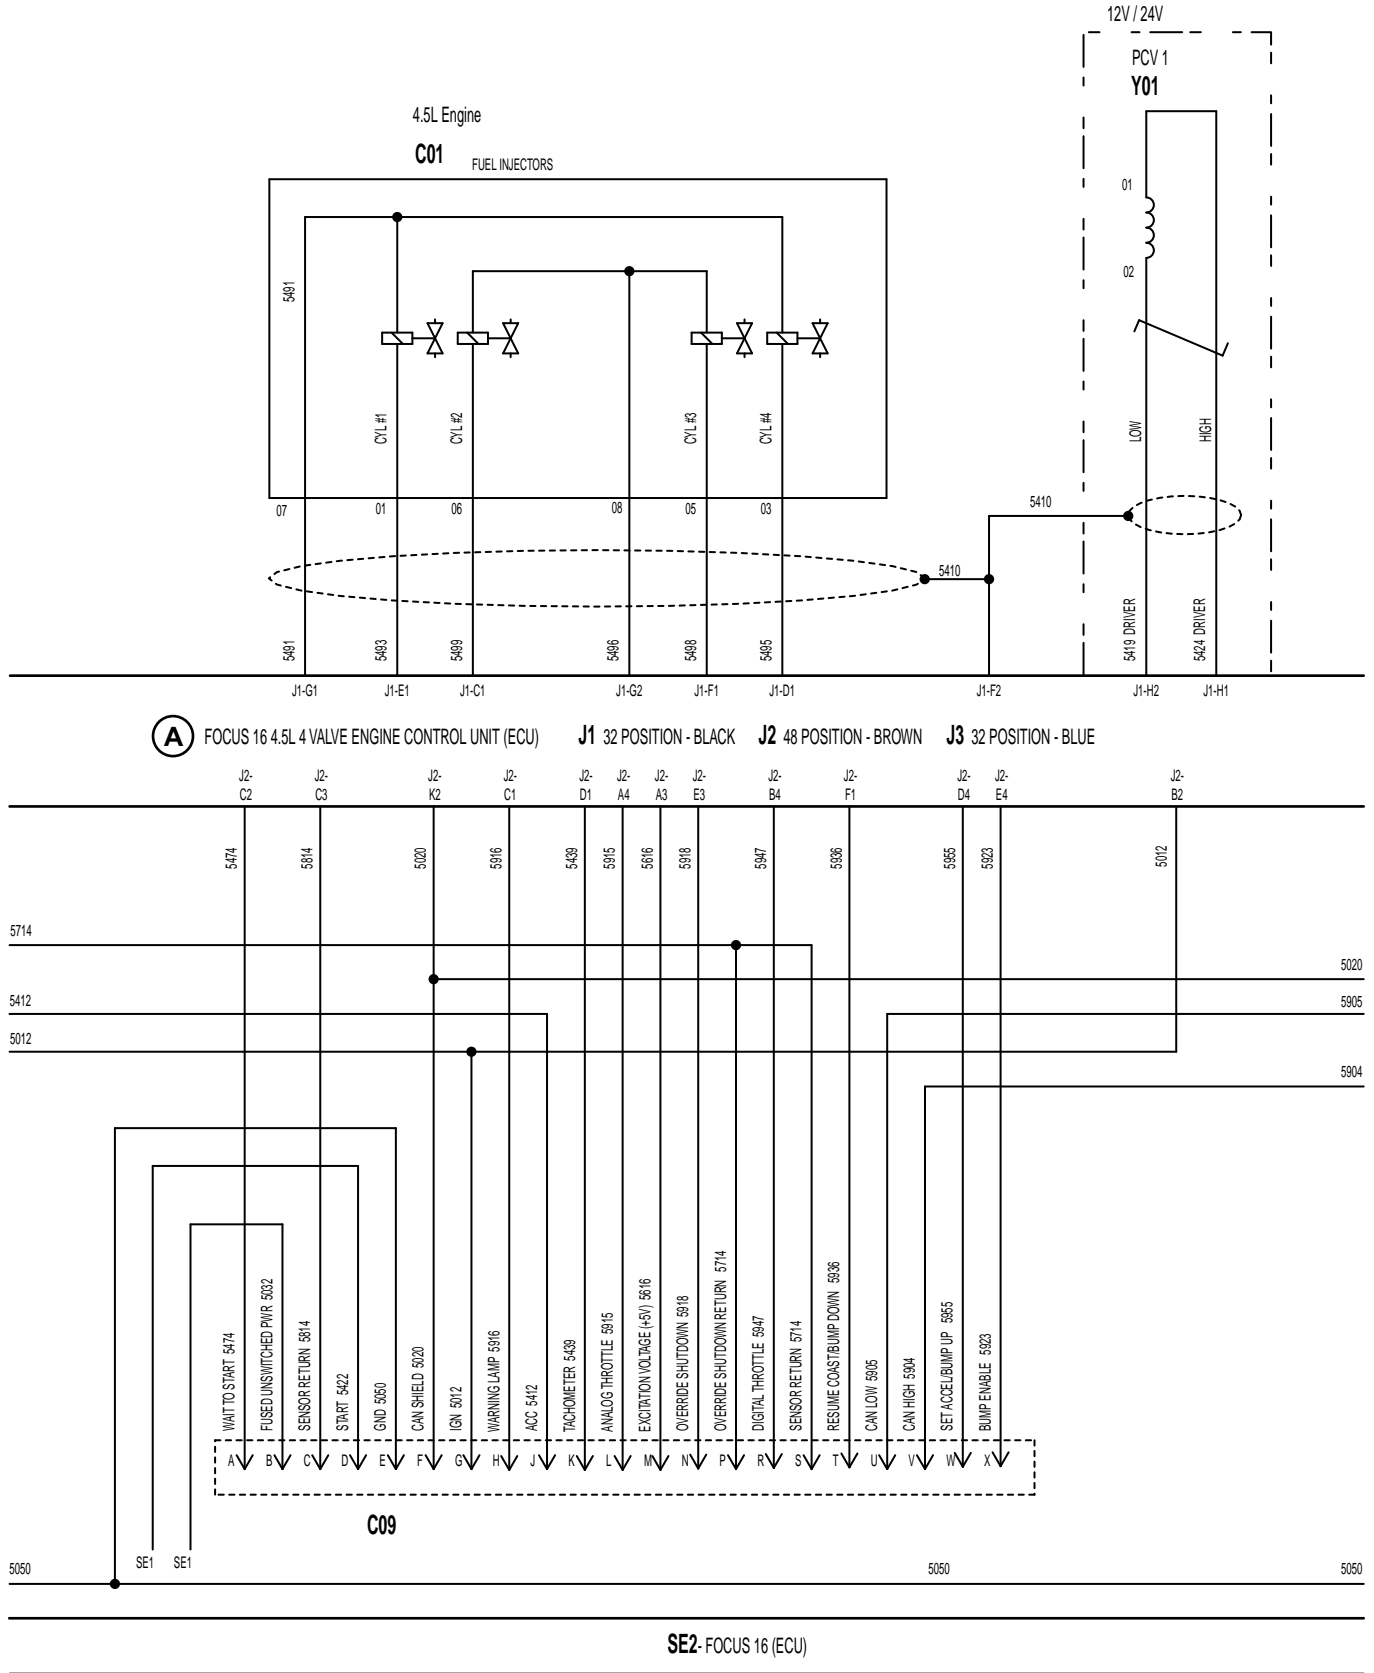 12V / 24V
PCV 1
Y01
4.5L Engine
C01
FUEL INJECTORS
01
02
5491
CYL #1
CYL #2
CYL #3
CYL #4
LOW
HIGH
07
01
06
08
05
03
5410
5410
5491
5493
5499
5496
5498
5495
5419 DRIVER
5424 DRIVER
J1-G1
J1-E1
J1-C1
J1-G2
J1-F1
J1-D1
J1-F2
J1-H2
J1-H1
A FOCUS 16 4.5L 4 VALVE ENGINE CONTROL UNIT (ECU) J1 32 POSITION - BLACK J2 48 POSITION - BROWN J3 32 POSITION - BLUE
J2-
C2
J2-
C3
J2-
K2
J2-
C1
J2-
D1
J2-
A4
J2-
A3
J2-
E3
J2-
B4
J2-
F1
J2-
D4
J2-
E4
J2-
B2
5474
5814
5020
5916
5439
5915
5616
5918
5947
5936
5955
5923
5012
5714
5020
5412
5905
5012
5904
WAIT TO START 5474
FUSED UNSWITCHED PWR 5032
SENSOR RETURN 5814
START 5422
GND 5050
CAN SHIELD 5020
IGN 5012
WARNING LAMP 5916
ACC 5412
TACHOMETER 5439
ANALOG THROTTLE 5915
EXCITATION VOLTAGE (+5V) 5616
OVERRIDE SHUTDOWN 5918
OVERRIDE SHUTDOWN RETURN 5714
DIGITAL THROTTLE 5947
SENSOR RETURN 5714
RESUME COAST/BUMP DOWN 5936
CAN LOW 5905
CAN HIGH 5904
SET ACCEL/BUMP UP 5955
BUMP ENABLE 5923
A
B
C
D
E
F
G
H
J
K
L
M
N
P
R
S
T
U
V
W
X
C09
SE1
SE1
5050
5050
5050
SE2- FOCUS 16 (ECU)